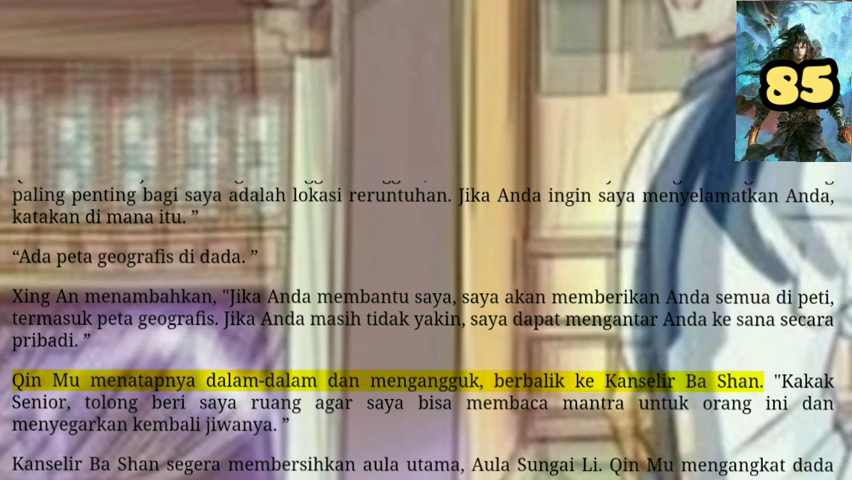 85
paling penting bagi saya adalah lokasi reruntuhan. Jika Anda ingin saya menyelamatkan Anda,
katakan di mana itu. ”
“Ada peta geografis di dada. ”
Xing An menambahkan, "Jika Anda membantu saya, saya akan memberikan Anda semua di peti,
termasuk peta geografis. Jika Anda masih tidak yakin, saya dapat mengantar Anda ke sana secara
pribadi. ”
Qin Mu menatapnya dalam-dalam dan mengangguk, berbalik ke Kanselir Ba Shan. "Kakak
Senior, tolong beri saya ruang agar saya bisa membaca mantra untuk orang ini dan
menyegarkan kembali jiwanya. ”
Kanselir Ba Shan segera membersihkan aula utama, Aula Sungai Li. Qin Mu mengangkat dada